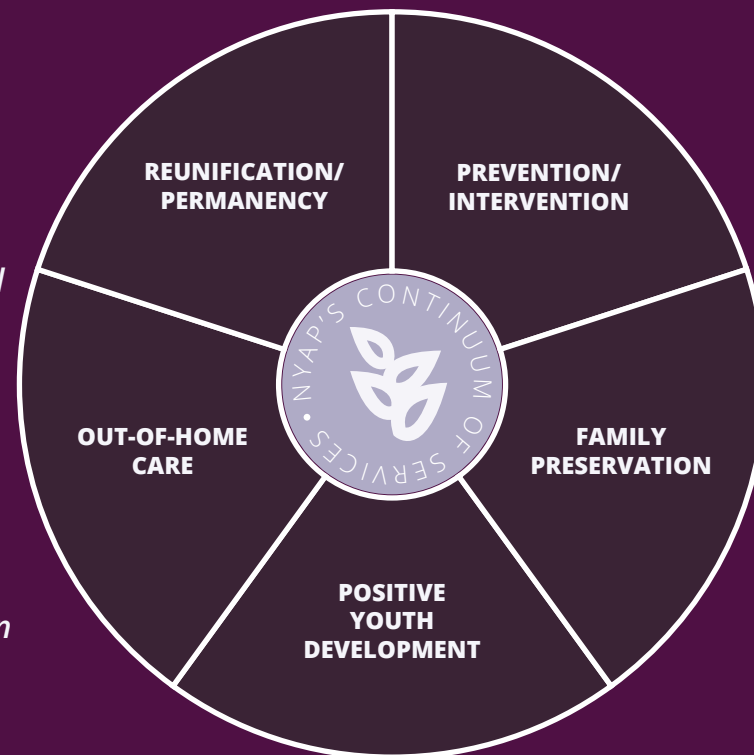 REUNIFICATION/
PERMANENCY
PREVENTION/
INTERVENTION
NYAP'S CONTINUUM OF SERVICES •
OUT-OF-HOME
CARE
FAMILY
PRESERVATION
POSITIVE
YOUTH
DEVELOPMENT